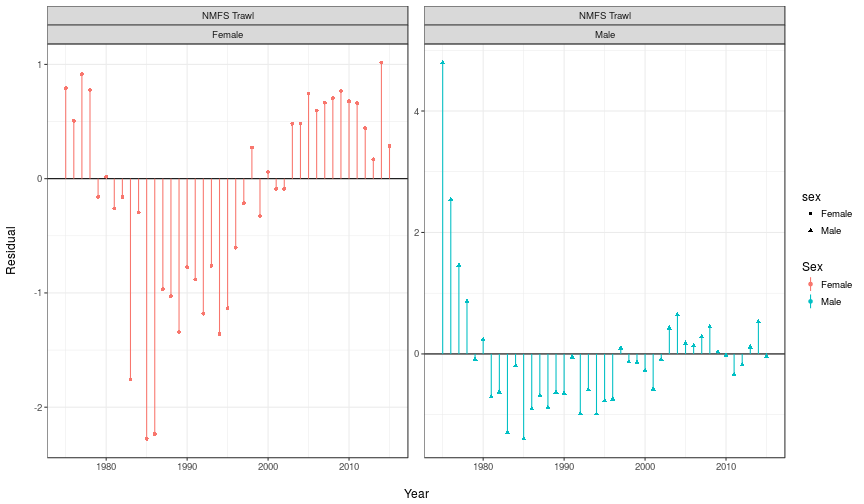 NMFS Trawl
NMFS Trawl
Female
Male
1
0
-1
-2
4
2
0
1980
1990
2000
2010
1980
1990
2000
2010
Residual
Year
sex
Female
Male
Sex
Female
Male